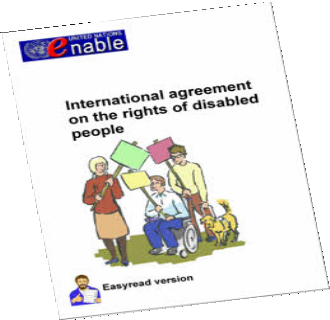 UNITED NATIONS
enable
International agreement
on the rights of disabled
people
Easyread version